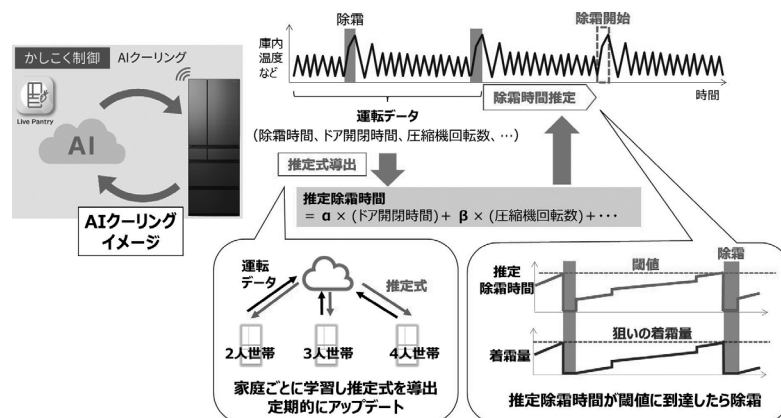 かしこく制御 AIクーリング
Live Pantry
AI
AIクーリング
イメージ
庫内
温度
など
除霜
除霜開始
時間
運転データ
除霜時間推定
(除霜時間、ドア開閉時間、圧縮機回転数、…)
推定式導出
推定除霜時間
= α ×(ドア開閉時間)+ β ×(圧縮機回転数)+・・・
運転
データ
推定式
2人世帯
3人世帯
4人世帯
家庭ごとに学習し推定式を導出
定期的にアップデート
除霜
推定
除霜時間
閾値
狙いの着霜量
着霜量
推定除霜時間が閾値に到達したら除霜